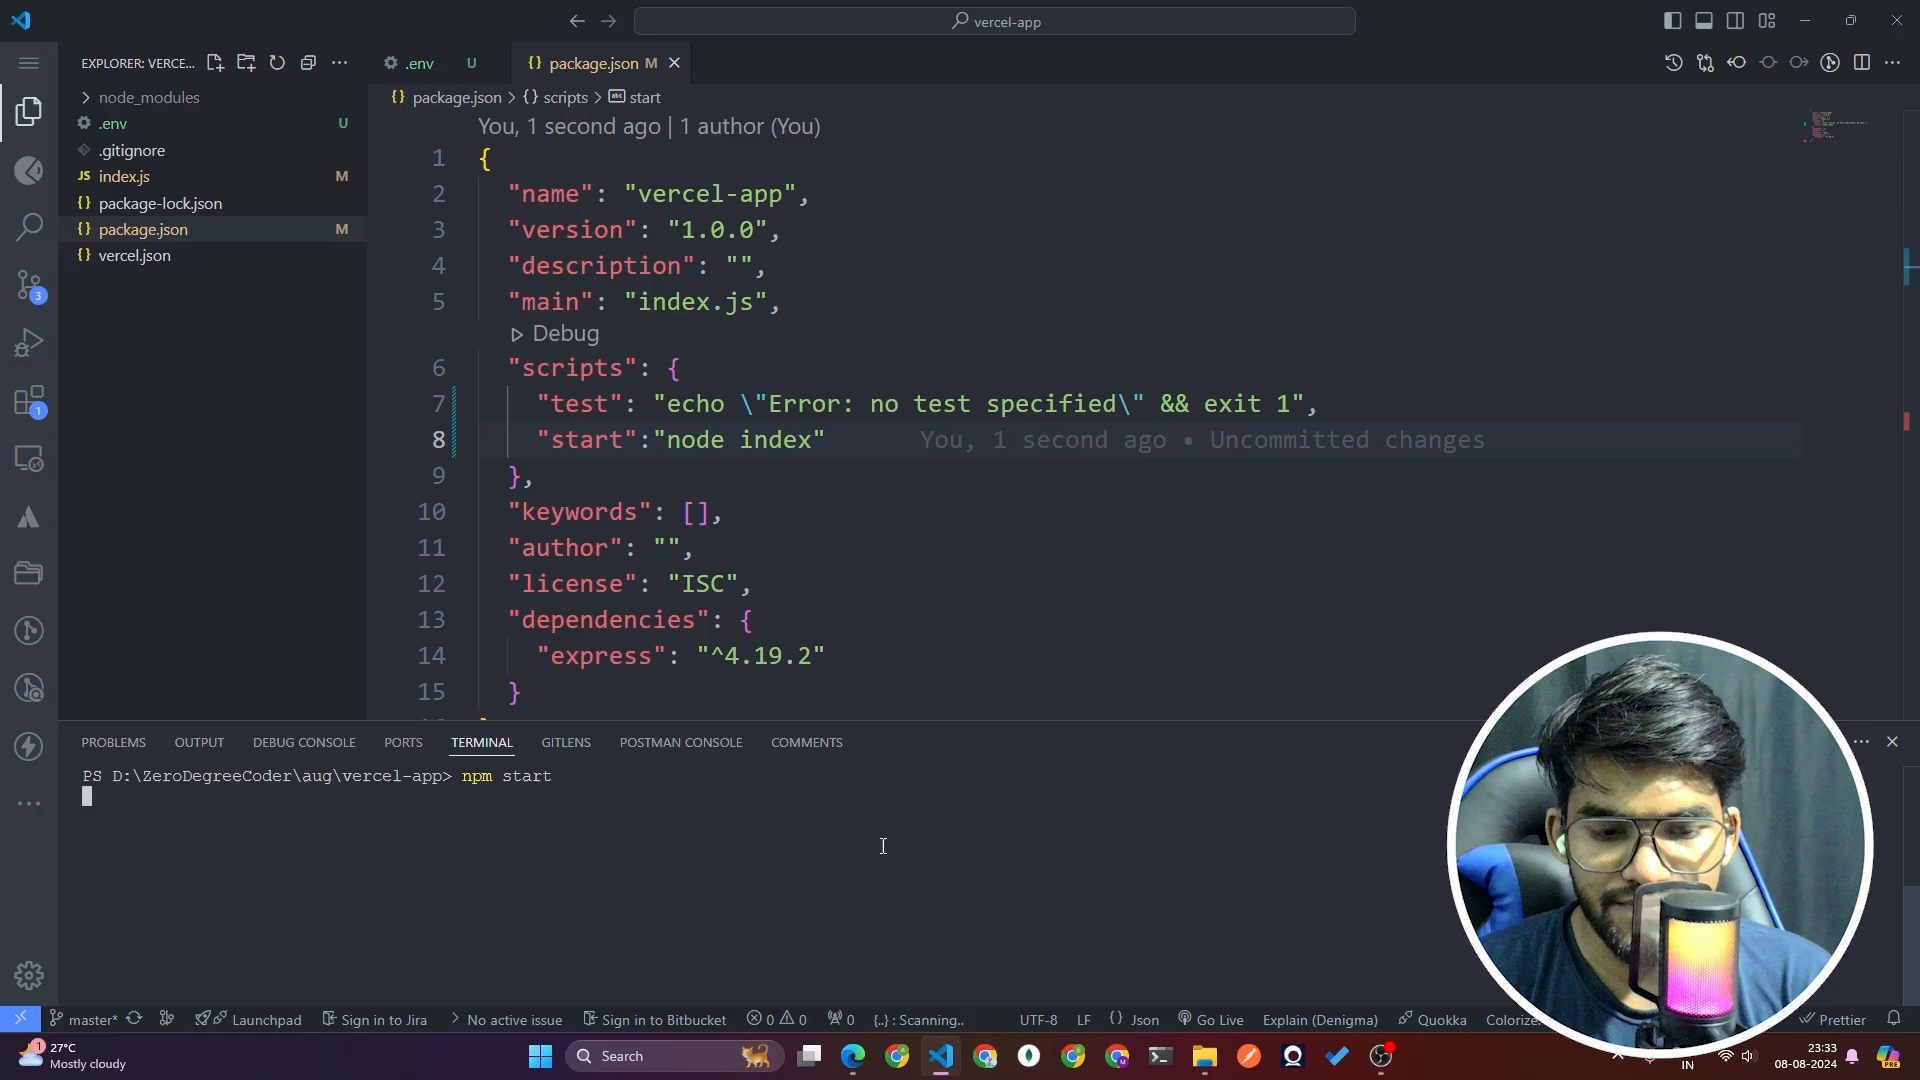 vercel-app
EXPLORER: VERCE...
.env U
package.json M
node_modules
.env U
.gitignore
JS index.js M
package-lock.json
package.json M
vercel.json
package.json > {} scripts > abc start
You, 1 second ago | 1 author (You)
1 {
2 "name": "vercel-app",
3 "version": "1.0.0",
4 "description": "",
5 "main": "index.js",
Debug
6 "scripts": {
7 "test": "echo \"Error: no test specified\" && exit 1",
8 "start":"node index" You, 1 second ago • Uncommitted changes
9 },
10 "keywords": [],
11 "author": "",
12 "license": "ISC",
13 "dependencies": {
14 "express": "^4.19.2"
15 }
3
1
PROBLEMS OUTPUT DEBUG CONSOLE PORTS TERMINAL GITLENS POSTMAN CONSOLE COMMENTS
PS D:\ZeroDegreeCoder\aug\vercel-app> npm start
master* Launchpad Sign in to Jira No active issue Sign in to Bitbucket 0 0 0 {..} : Scanning.. UTF-8 LF {} Json Go Live Explain (Denigma) Quokka Prettier
1
27°C
Mostly cloudy
Search
IN
23:33
08-08-2024
PRE